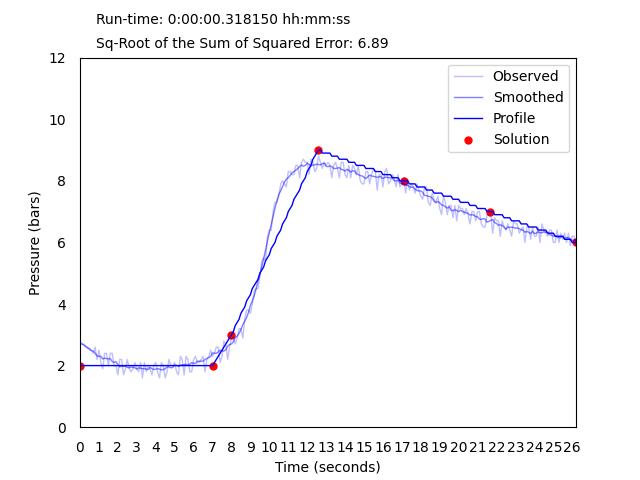 Run-time: 0:00:00.318150 hh:mm:ss
Sq-Root of the Sum of Squared Error: 6.89
12
10
8
6
4
2
0
Pressure (bars)
Observed
Smoothed
Profile
Solution
0 1 2 3 4 5 6 7 8 9 10 11 12 13 14 15 16 17 18 19 20 21 22 23 24 25 26
Time (seconds)